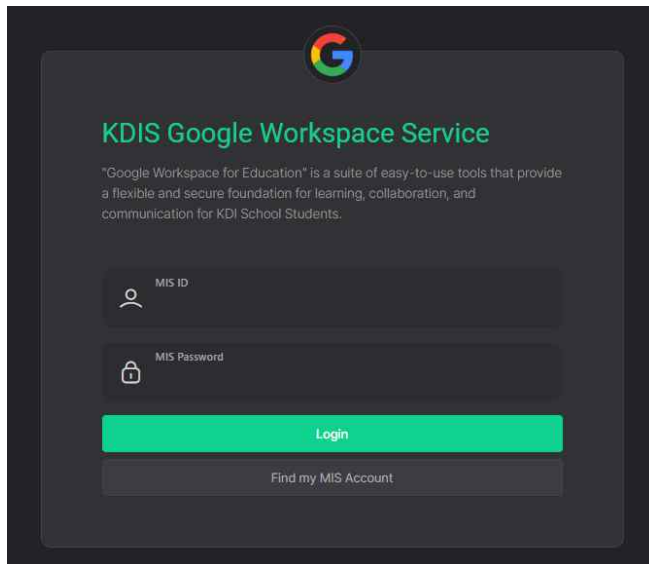 KDIS Google Workspace Service
"Google Workspace for Education" is a suite of easy-to-use tools that provide
a flexible and secure foundation for learning, collaboration, and
communication for KDI School Students.
MIS ID
MIS Password
Login
Find my MIS Account